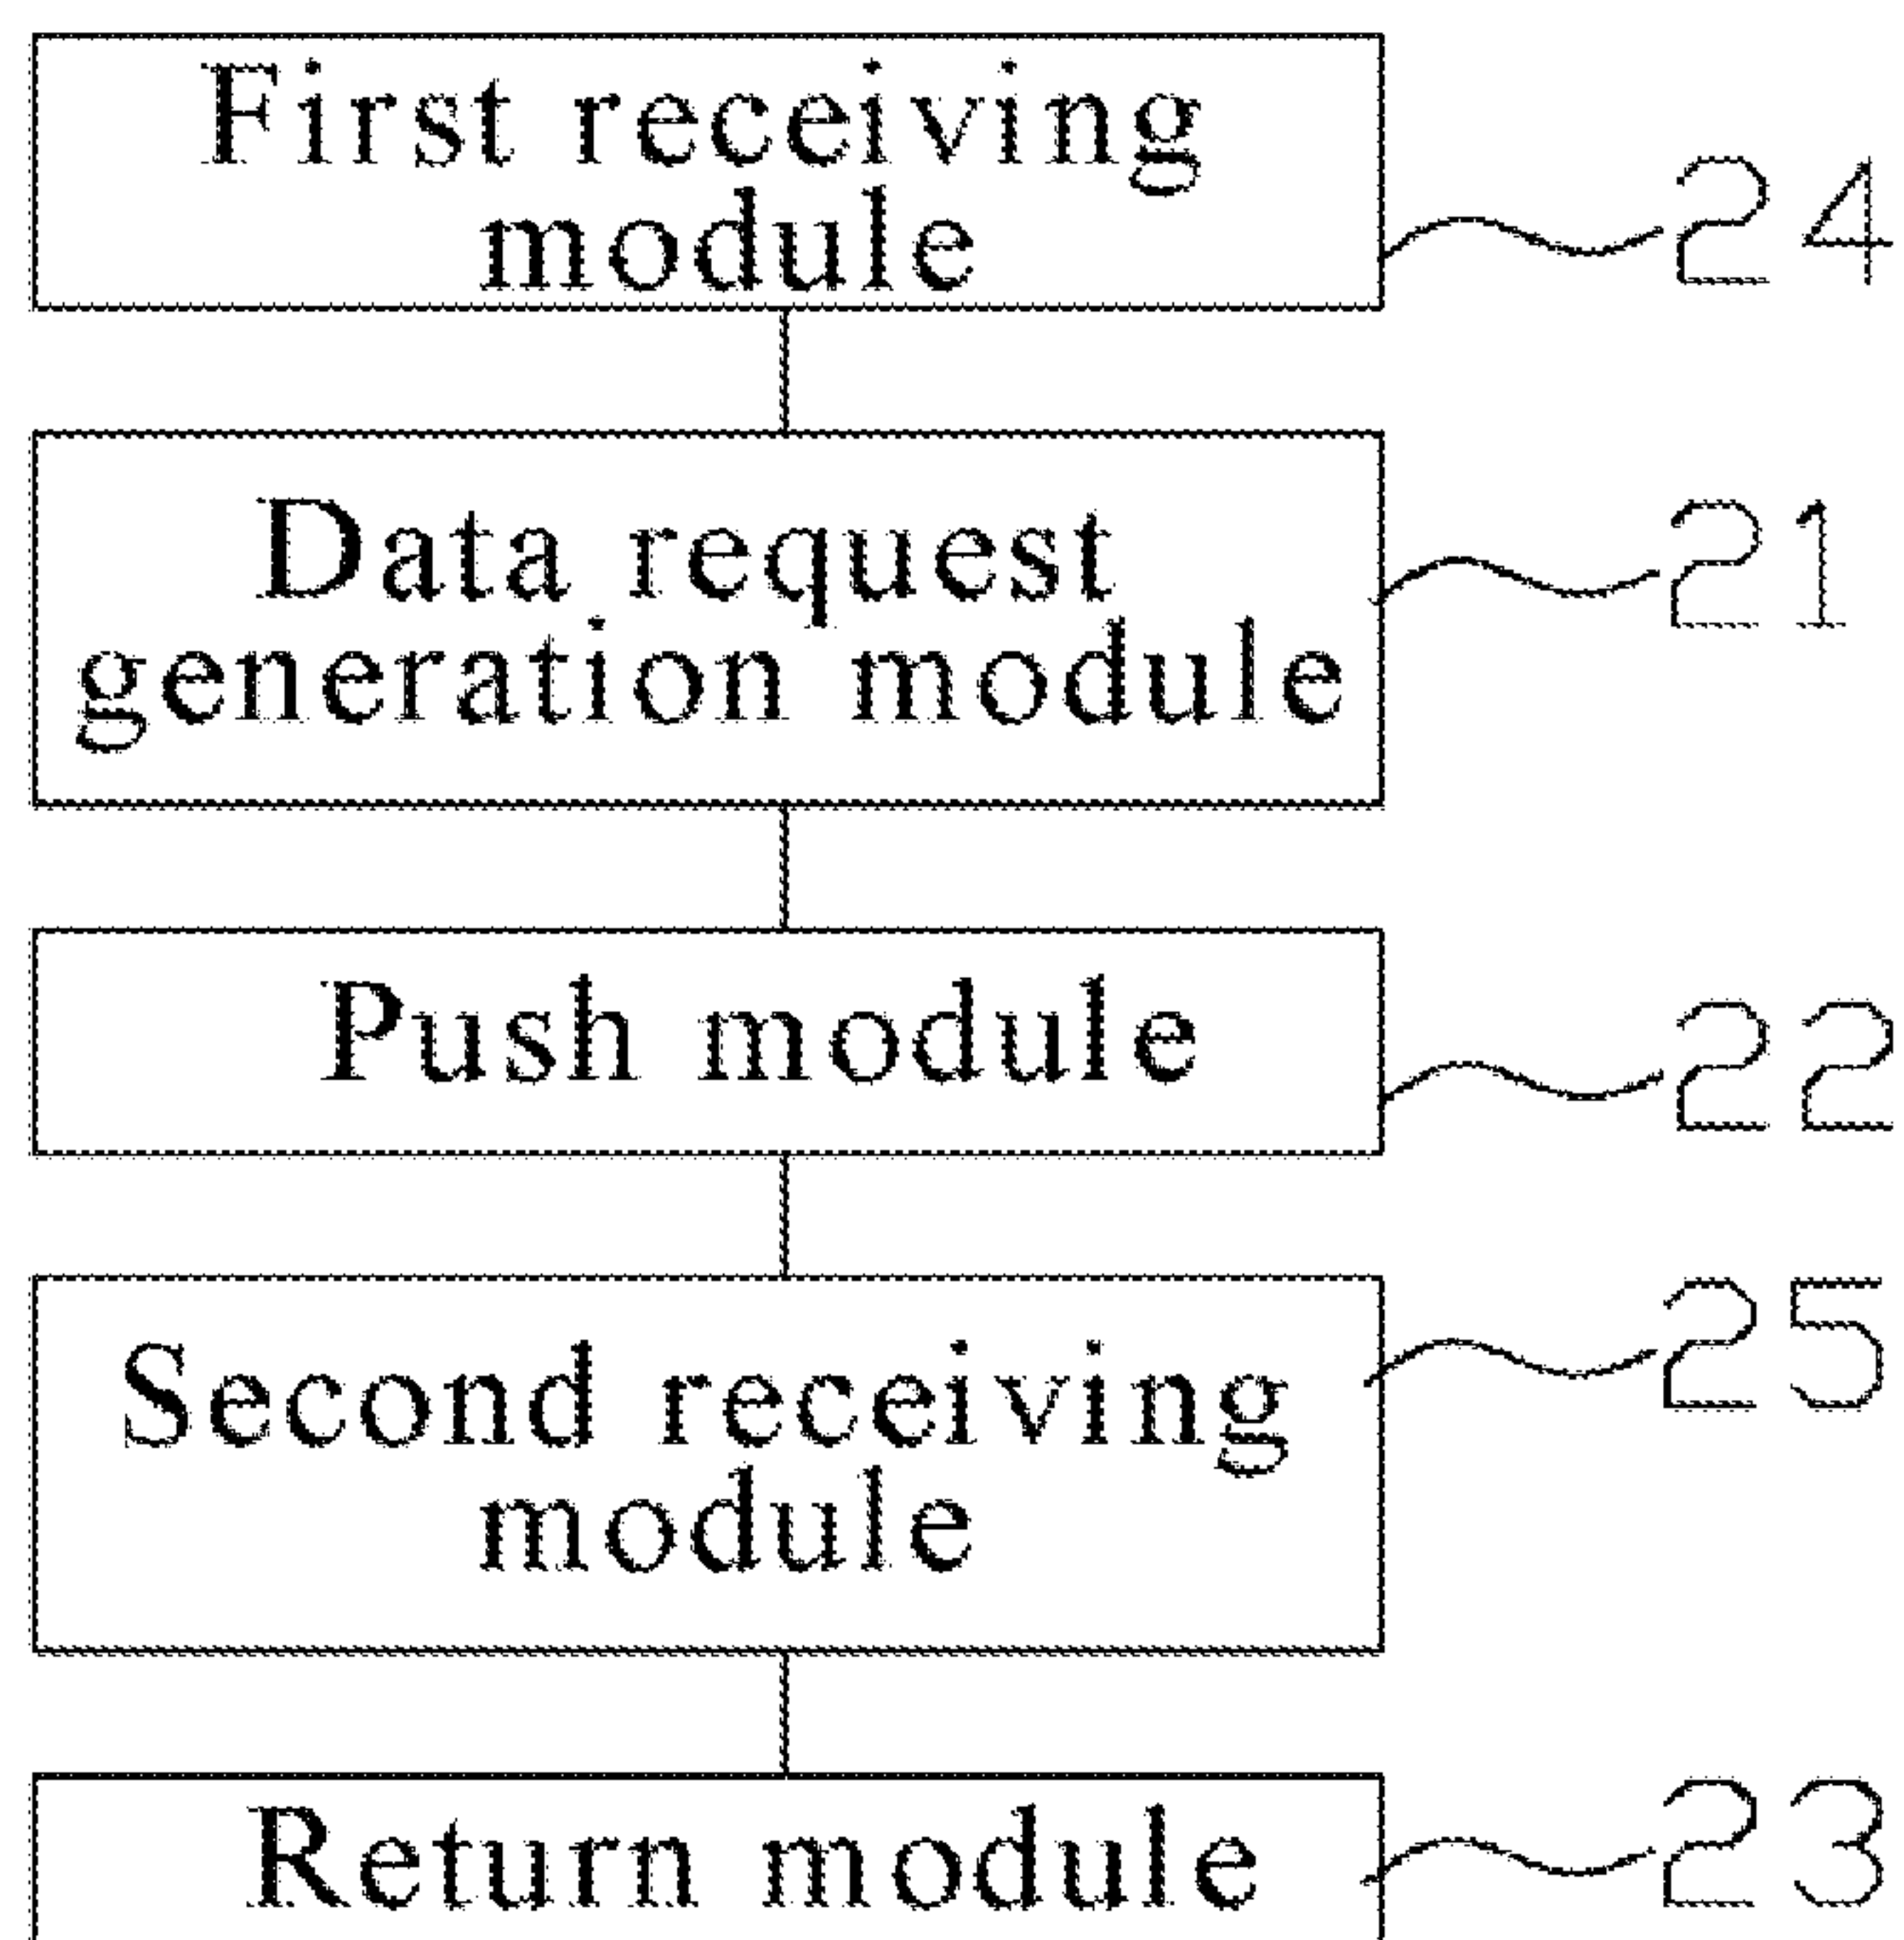 First receiving
module
24
Data request
generation module
21
Push module
22
Second receiving
module
25
Return module
23